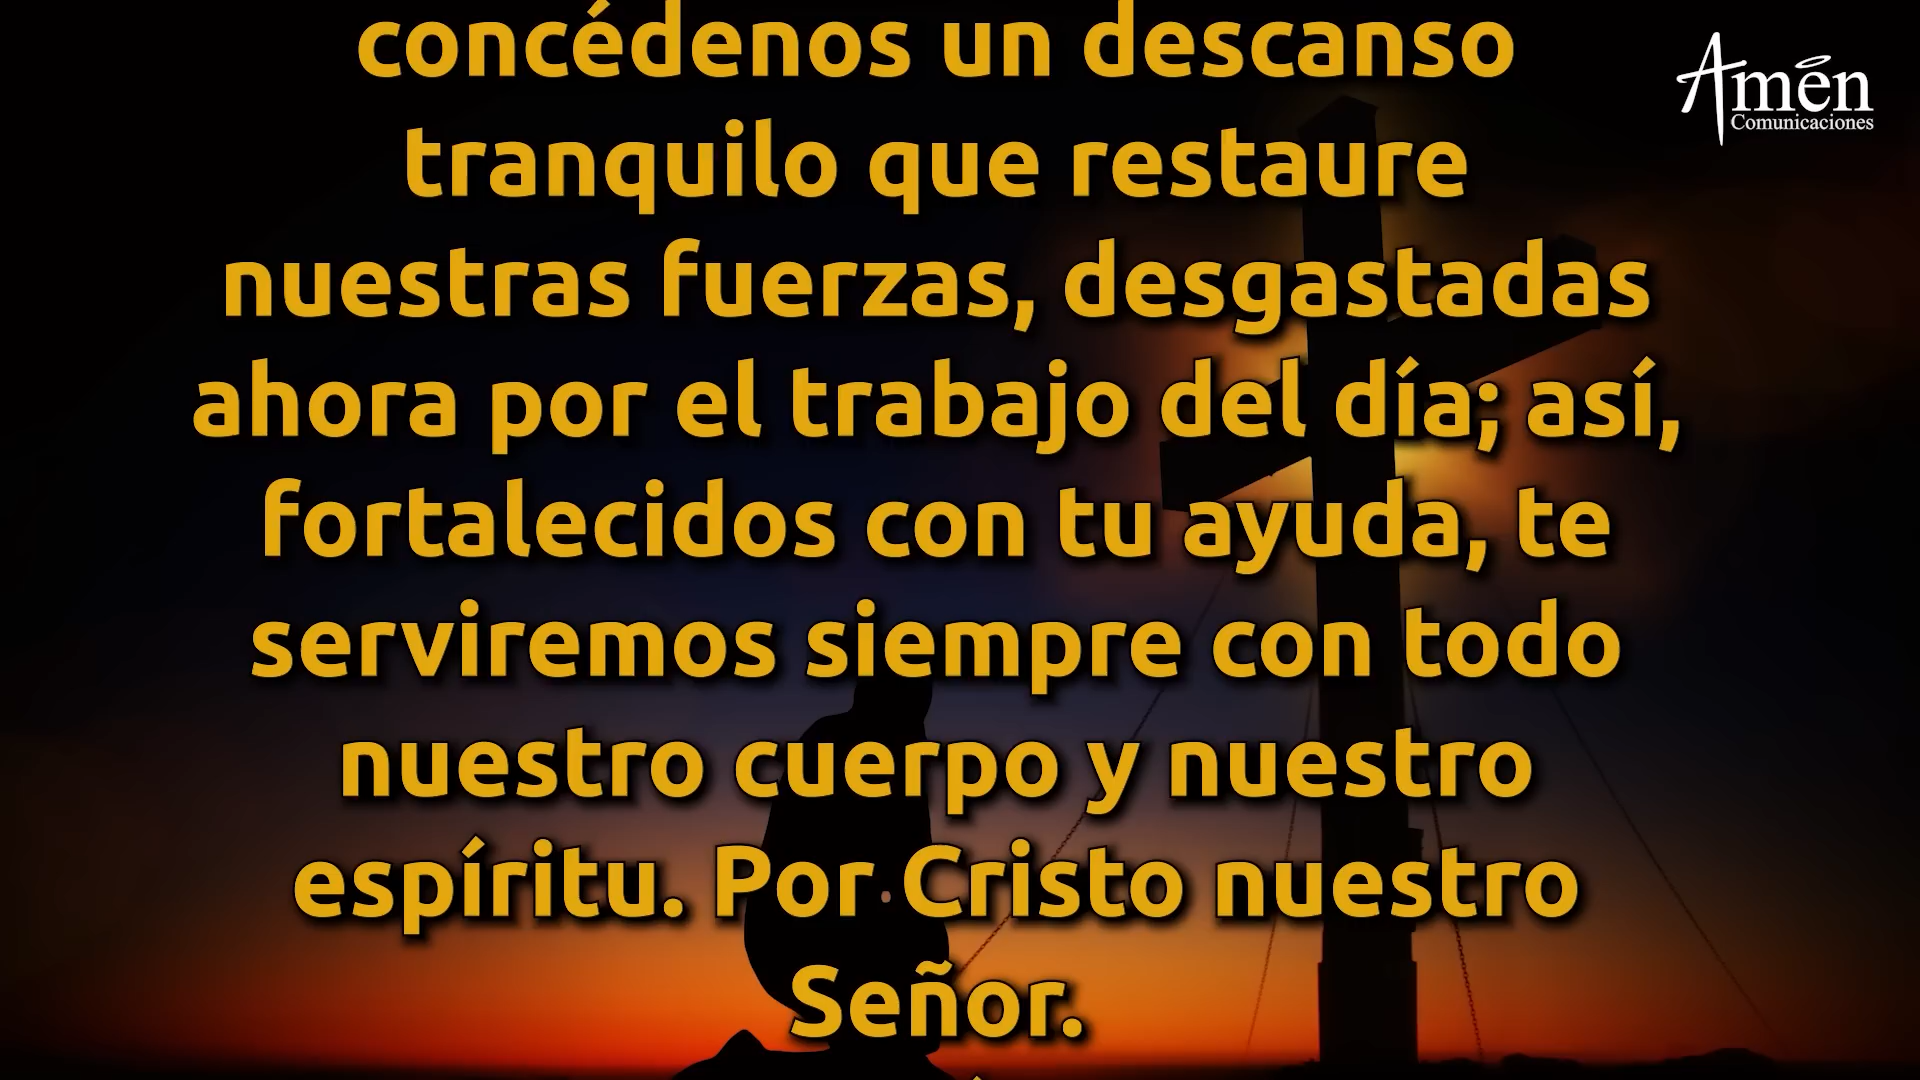 concédenos un descanso
tranquilo que restaure
nuestras fuerzas, desgastadas
ahora por el trabajo del día; así,
fortalecidos con tu ayuda, te
serviremos siempre con todo
nuestro cuerpo y nuestro
espíritu. Por Cristo nuestro
Señor.
Amén
Comunicaciones